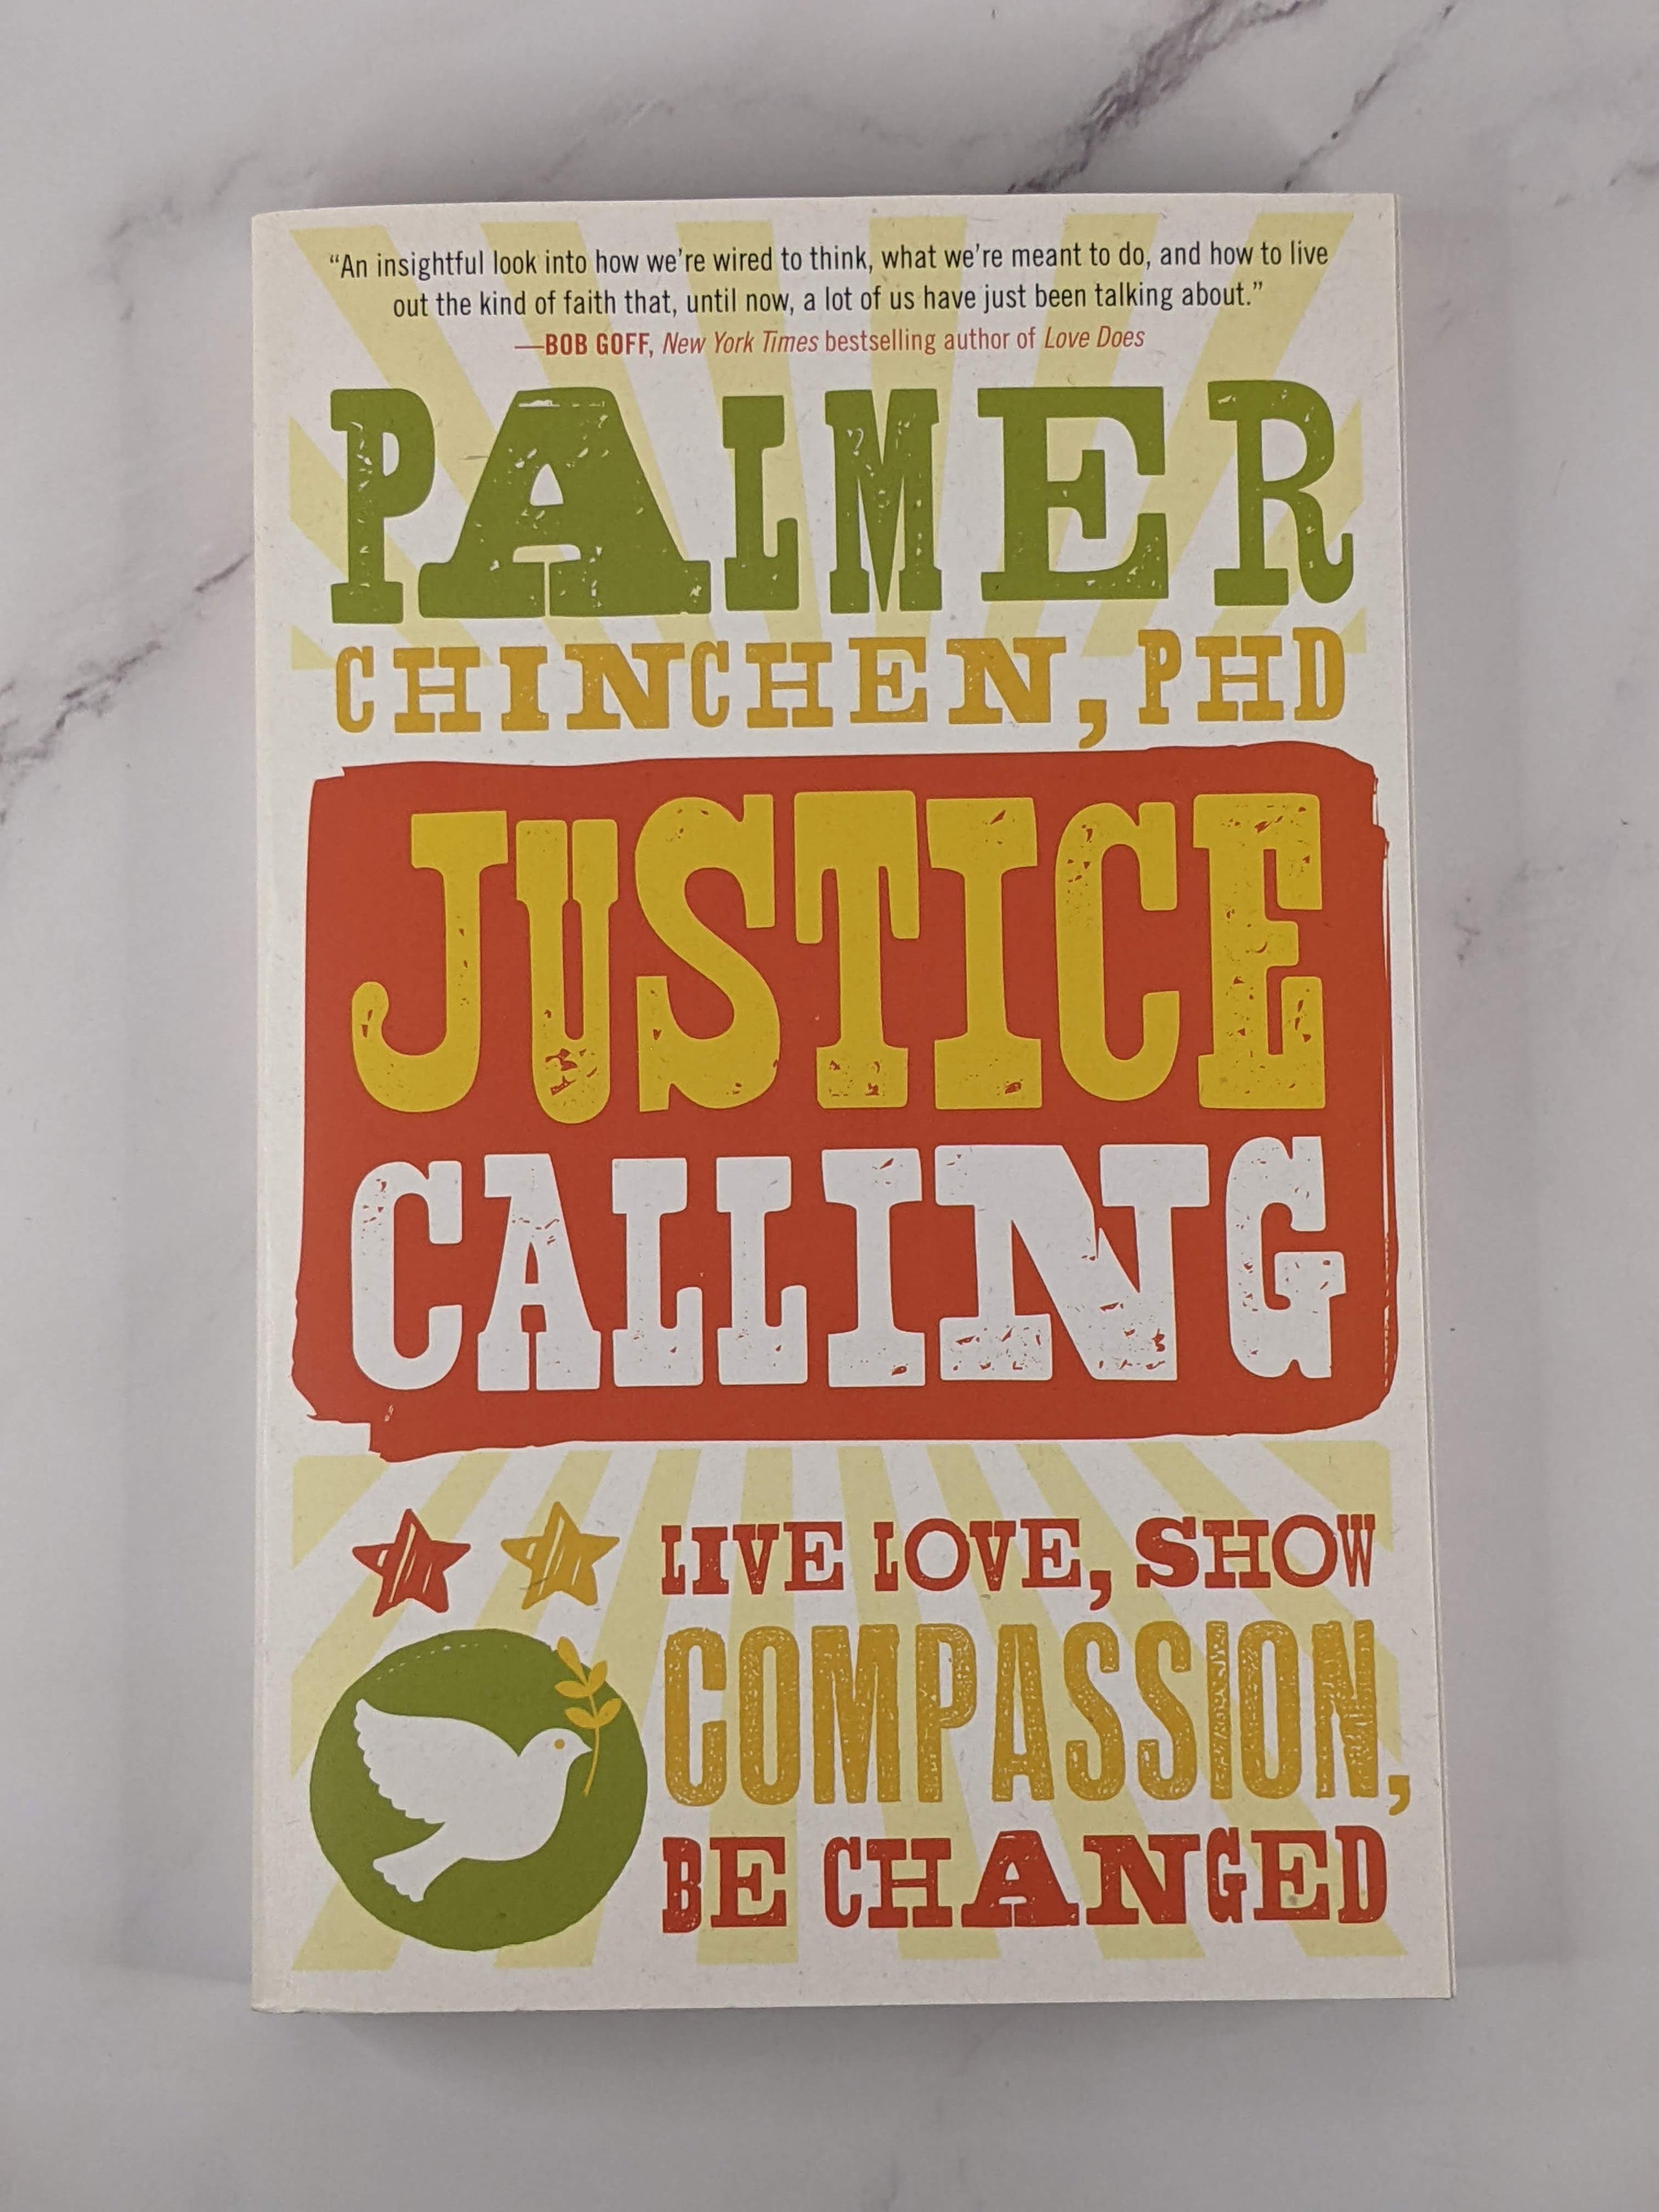 “An insightful look into how we’re wired to think, what we’re meant to do, and how to live
out the kind of faith that, until now, a lot of us have just been talking about.”
—BOB GOFF, New York Times bestselling author of Love Does
PALMER
CHINCHEN, PHD
JUSTICE
CALLING
LIVE LOVE, SHOW
COMPASSION,
BE CHANGED